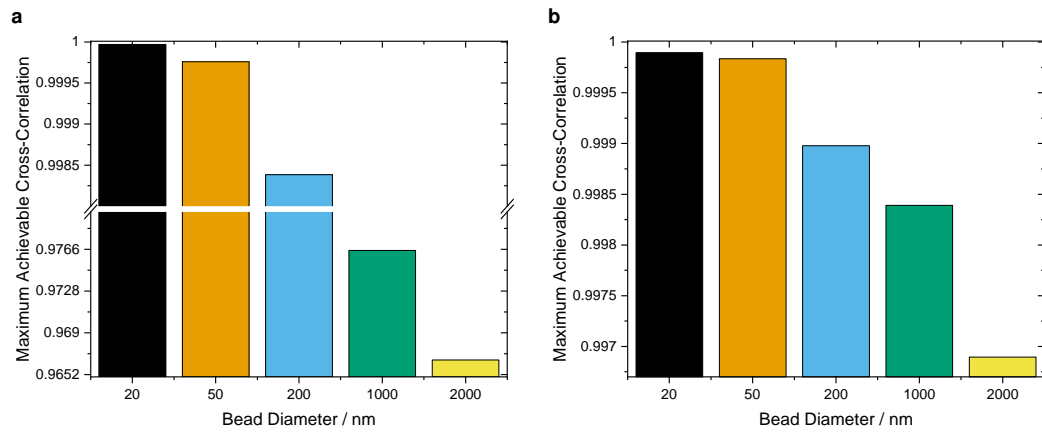 a
Maximum Achievable Cross-Correlation
1
0.9995
0.999
0.9985
0.9766
0.9728
0.969
0.9652
20 50 200 1000 2000
Bead Diameter / nm
b
Maximum Achievable Cross-Correlation
1
0.9995
0.999
0.9985
0.998
0.9975
0.997
20 50 200 1000 2000
Bead Diameter / nm